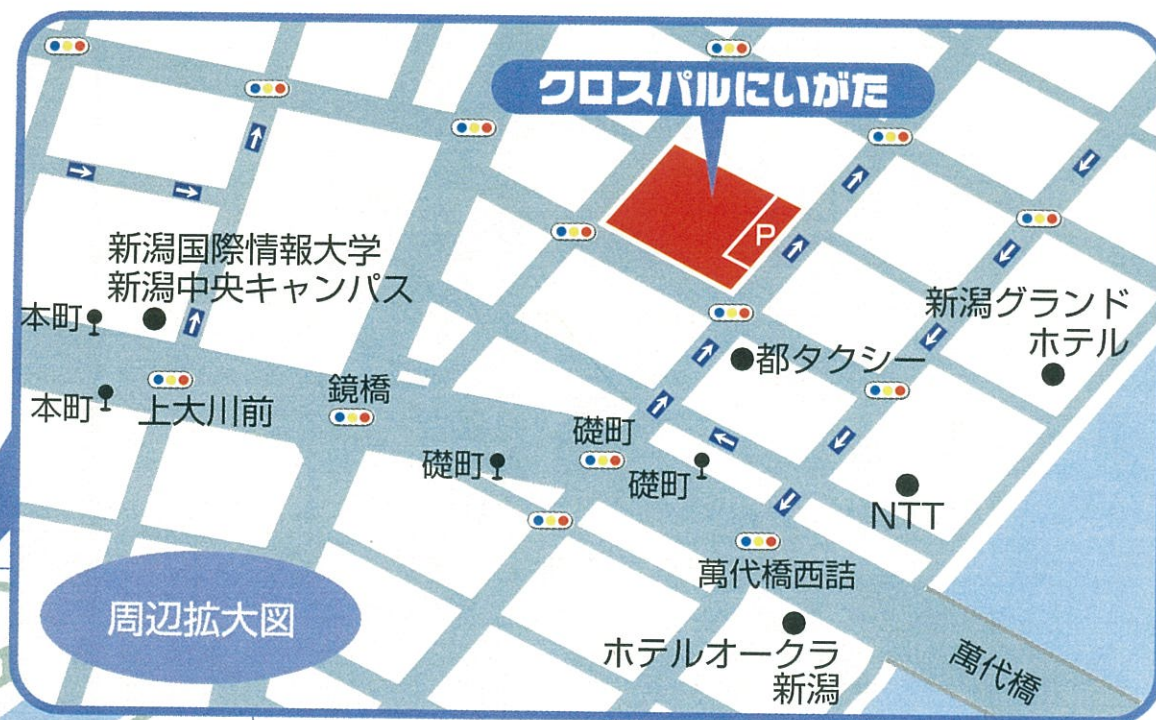 クロスパルにいがた
P
新潟国際情報大学
新潟中央キャンパス
本町
新潟グランド
ホテル
都タクシー
本町
上大川前
鏡橋
礎町
礎町
礎町
NTT
萬代橋西詰
周辺拡大図
ホテルオークラ
新潟
萬代橋